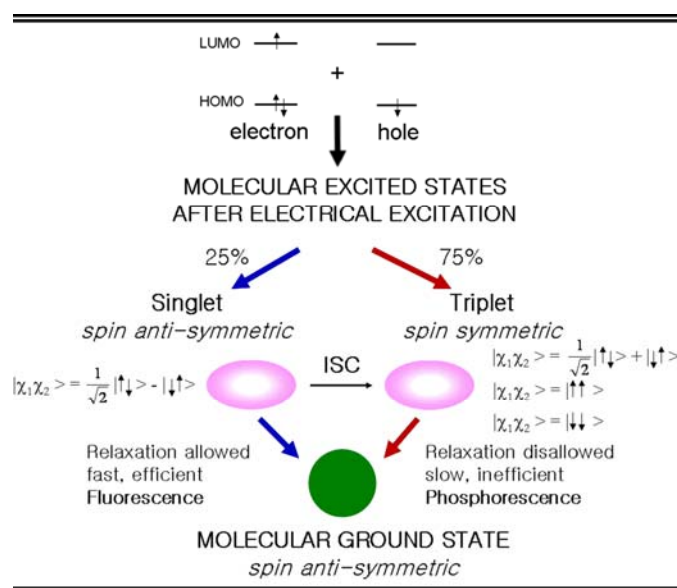 LUMO
+
HOMO
electron hole
MOLECULAR EXCITED STATES
AFTER ELECTRICAL EXCITATION
25% 75%
Singlet
spin anti-symmetric
Triplet
spin symmetric
|χ₁χ₂> = 1/√2 |↑↓> - |↓↑>
ISC
|χ₁χ₂> = 1/√2 |↑↓> + |↓↑>
|χ₁χ₂> = |↑↑ >
|χ₁χ₂> = |↓↓ >
Relaxation allowed
fast, efficient
Fluorescence
Relaxation disallowed
slow, inefficient
Phosphorescence
MOLECULAR GROUND STATE
spin anti-symmetric